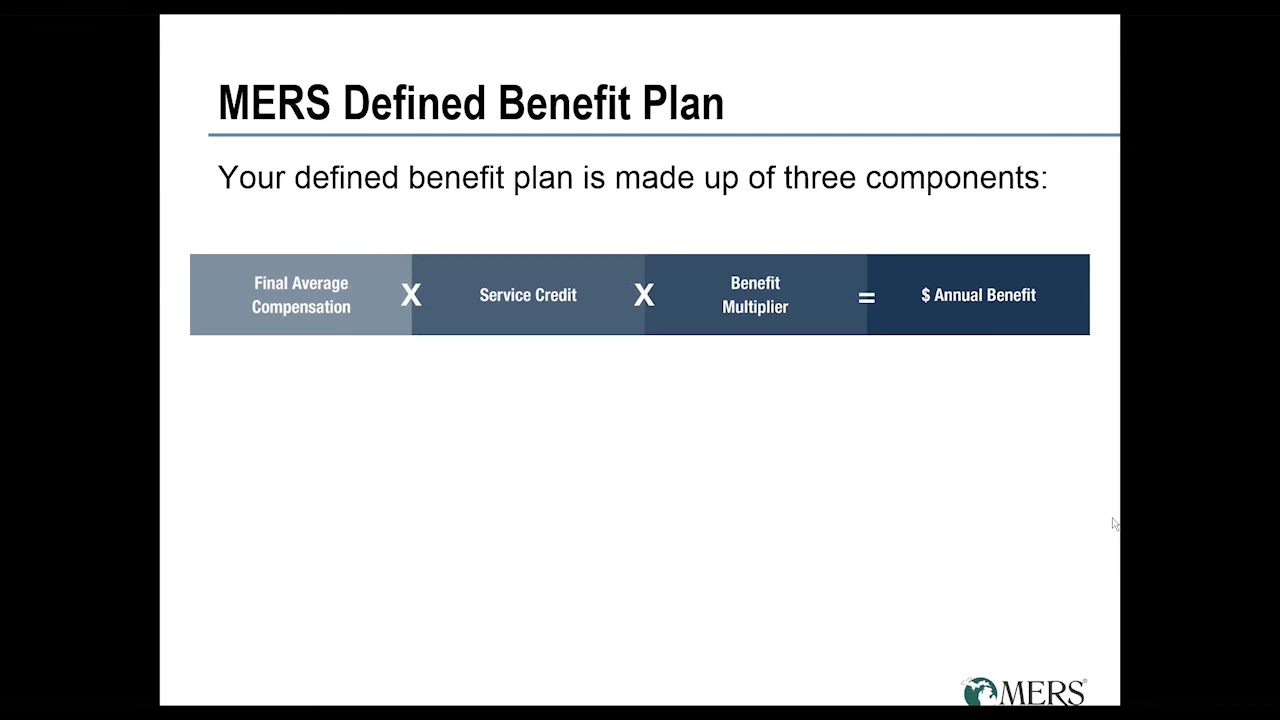 MERS Defined Benefit Plan
Your defined benefit plan is made up of three components:
Final Average
Compensation
X
Service Credit
X
Benefit
Multiplier
=
$ Annual Benefit
MERS®